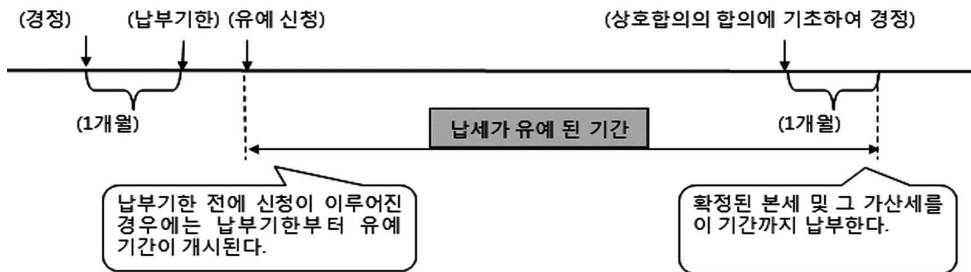 (경정) (납부기한) (유예 신청) (상호합의의 합의에 기초하여 경정)
(1개월) (1개월)
납세가 유예 된 기간
납부기한 전에 신청이 이루어진
경우에는 납부기한부터 유예
기간이 개시된다.
확정된 본세 및 그 가산세를
이 기간까지 납부한다.